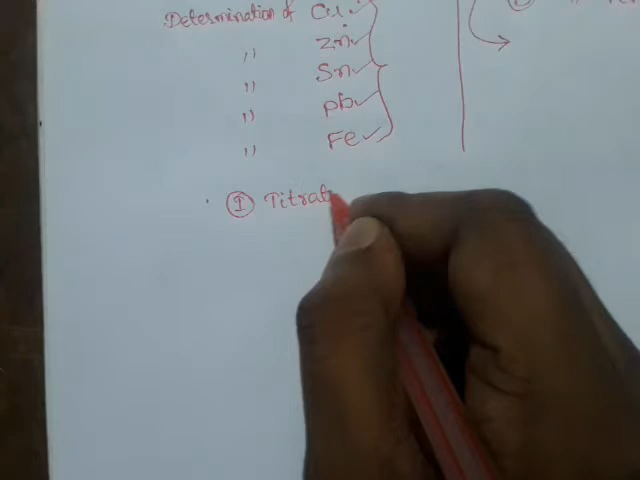 Determination of Cu
" Zn
" Sn
" Pb
" Fe
① Titrat